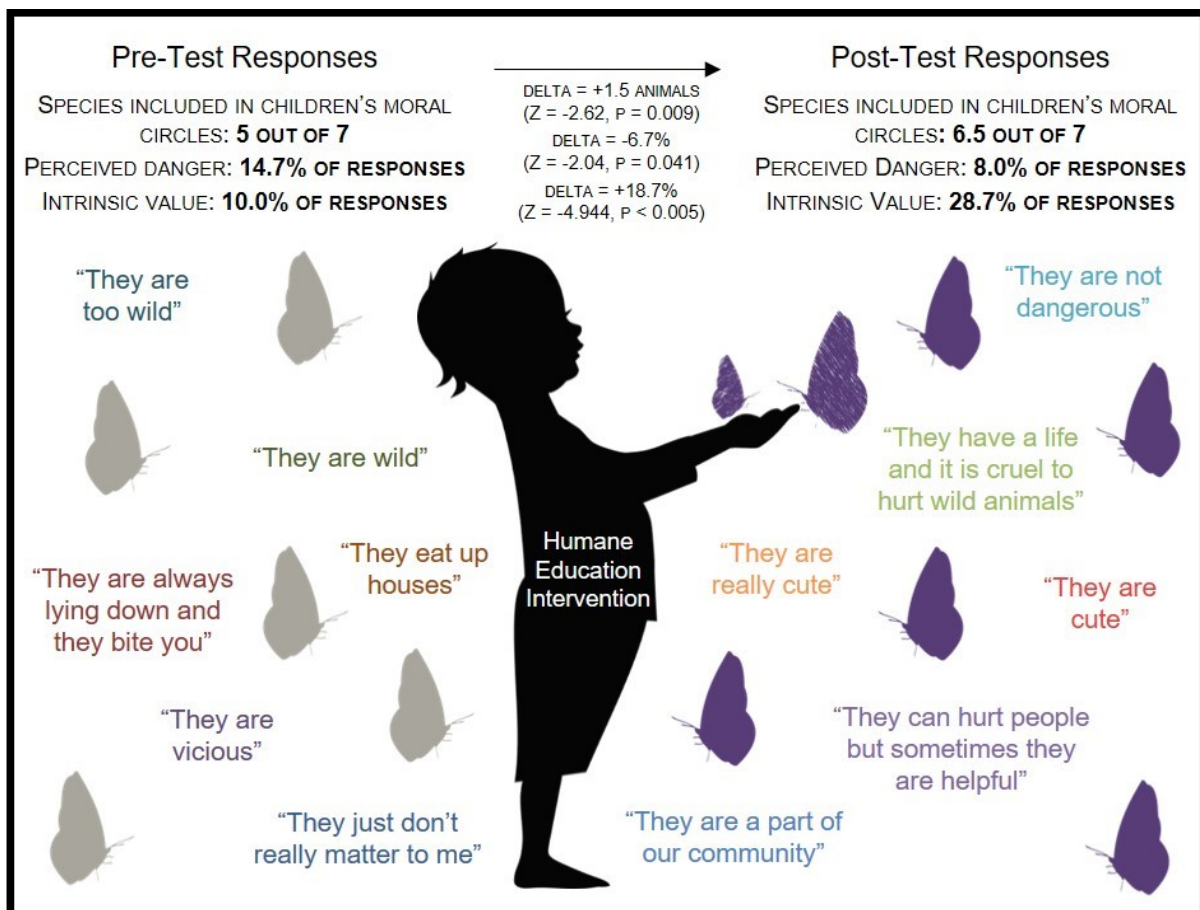 Pre-Test Responses
SPECIES INCLUDED IN CHILDREN'S MORAL
CIRCLES: 5 OUT OF 7
PERCEIVED DANGER: 14.7% OF RESPONSES
INTRINSIC VALUE: 10.0% OF RESPONSES
DELTA = +1.5 ANIMALS
(Z = -2.62, P = 0.009)
DELTA = -6.7%
(Z = -2.04, P = 0.041)
DELTA = +18.7%
(Z = -4.944, P < 0.005)
Post-Test Responses
SPECIES INCLUDED IN CHILDREN'S MORAL
CIRCLES: 6.5 OUT OF 7
PERCEIVED DANGER: 8.0% OF RESPONSES
INTRINSIC VALUE: 28.7% OF RESPONSES
“They are
too wild”
“They are wild”
“They are always
lying down and
they bite you”
“They eat up
houses”
“They are
vicious”
“They just don’t
really matter to me”
Humane
Education
Intervention
“They are not
dangerous”
“They have a life
and it is cruel to
hurt wild animals”
“They are
really cute”
“They are
cute”
“They can hurt people
but sometimes they
are helpful”
“They are a part of
our community”